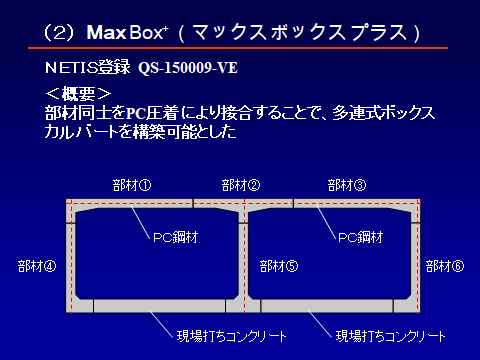 （２）MaxBox⁺（マックスボックスプラス）
ＮＥＴＩＳ登録 QS-150009-VE
＜概要＞
部材同士をPC圧着により接合することで、多連式ボックス
カルバートを構築可能とした
部材① 部材② 部材③
PC鋼材 PC鋼材
部材④ 部材⑤ 部材⑥
現場打ちコンクリート 現場打ちコンクリート